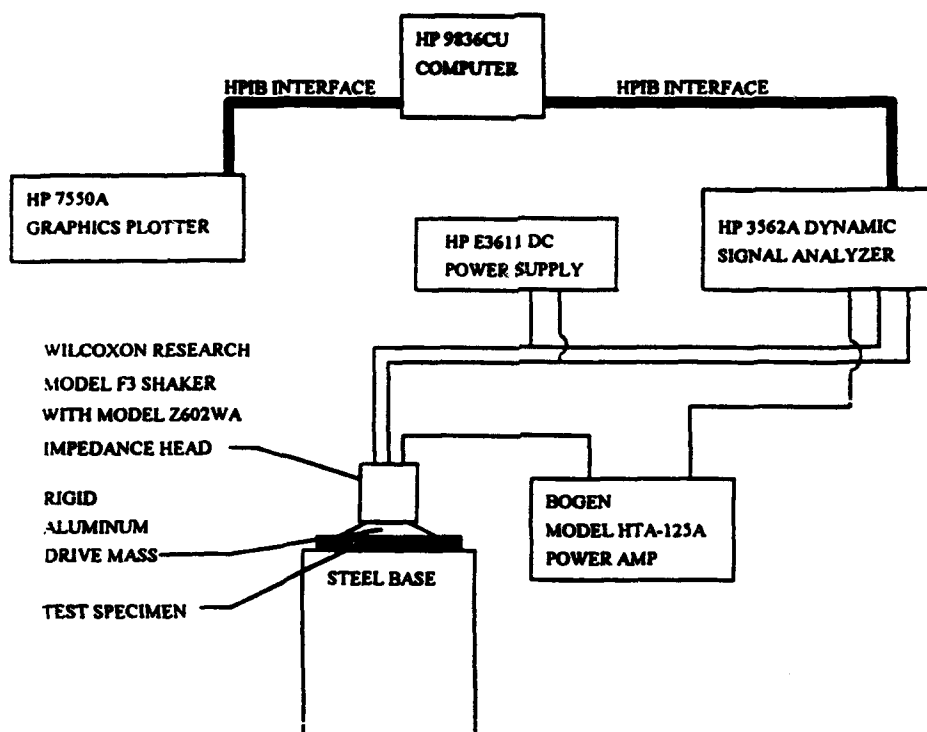 HP 9836CU
COMPUTER
HPIB INTERFACE
HPIB INTERFACE
HP 7550A
GRAPHICS PLOTTER
HP E3611 DC
POWER SUPPLY
HP 3562A DYNAMIC
SIGNAL ANALYZER
WILCOXON RESEARCH
MODEL F3 SHAKER
WITH MODEL Z602WA
IMPEDANCE HEAD
RIGID
ALUMINUM
DRIVE MASS
TEST SPECIMEN
STEEL BASE
BOGEN
MODEL HTA-125A
POWER AMP